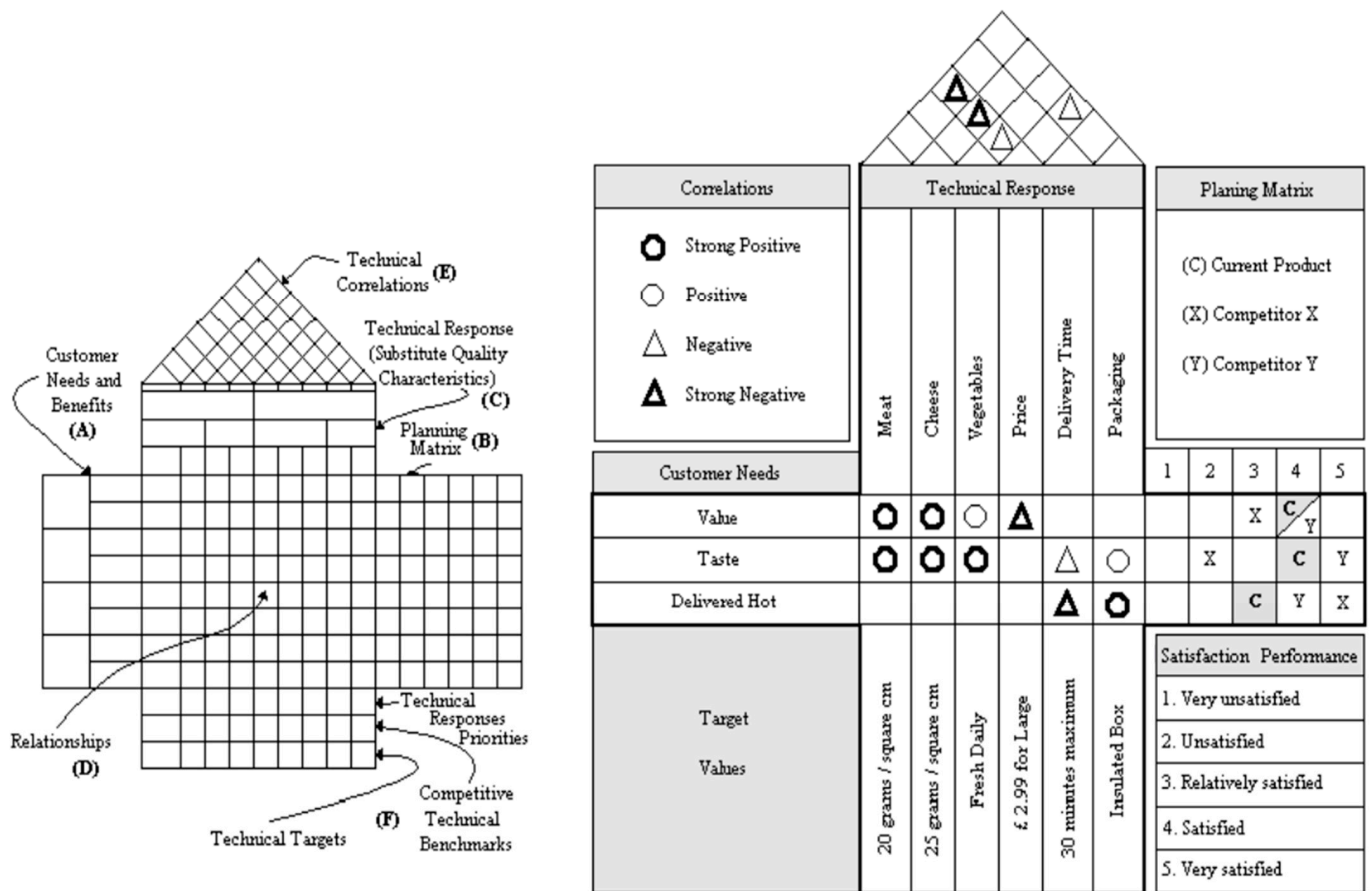 Technical
Correlations
(E)
Technical Response
(Substitute Quality
Characteristics)
(C)
Customer
Needs and
Benefits
(A)
Planning
Matrix
(B)
Relationships
(D)
Technical
Responses
Priorities
Competitive
Technical
Benchmarks
(F)
Technical Targets
Correlations
Strong Positive
Positive
Negative
Strong Negative
Technical Response
Meat
Cheese
Vegetables
Price
Delivery Time
Packaging
Planing Matrix
(C) Current Product
(X) Competitor X
(Y) Competitor Y
Customer Needs
1 2 3 4 5
Value
X C Y
Taste
X C Y
Delivered Hot
C Y X
Target
Values
20 grams / square cm
25 grams / square cm
Fresh Daily
£ 2.99 for Large
30 minutes maximum
Insulated Box
Satisfaction Performance
1. Very unsatisfied
2. Unsatisfied
3. Relatively satisfied
4. Satisfied
5. Very satisfied